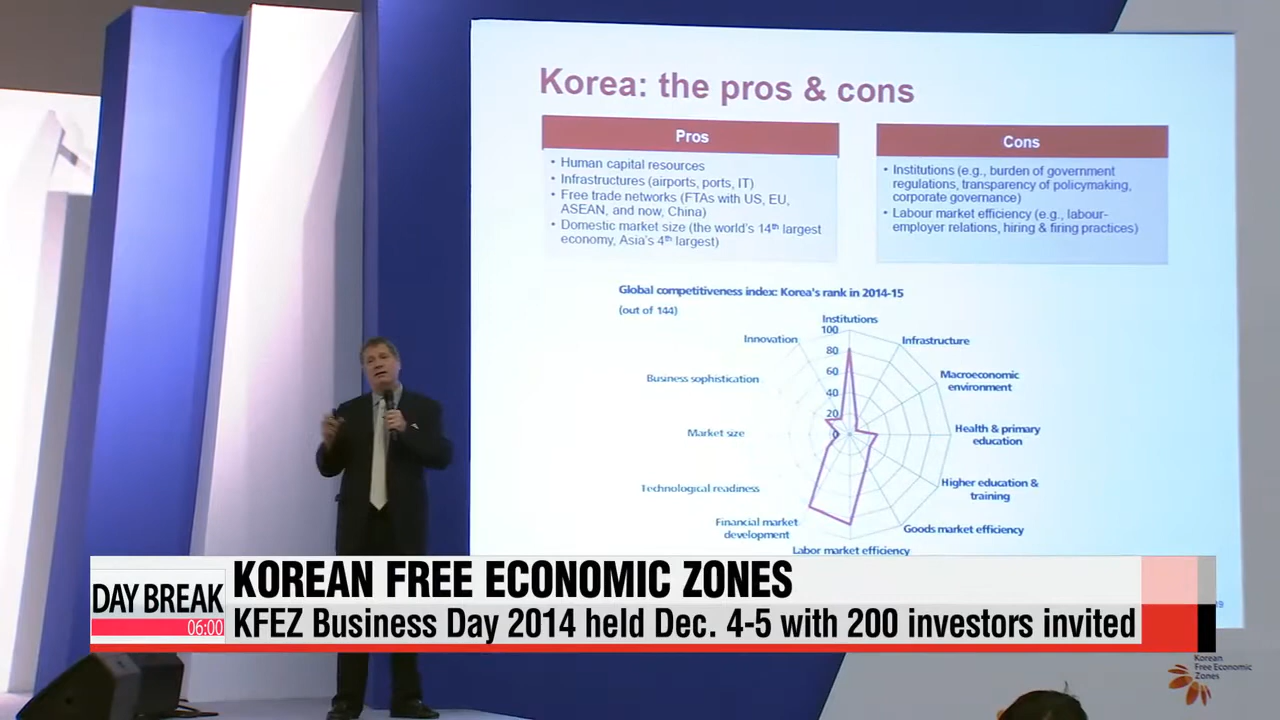 Korea: the pros & cons
Pros
• Human capital resources
• Infrastructures (airports, ports, IT)
• Free trade networks (FTAs with US, EU,
ASEAN, and now, China)
• Domestic market size (the world's 14th largest
economy, Asia's 4th largest)
Cons
• Institutions (e.g., burden of government
regulations, transparency of policymaking,
corporate governance)
• Labour market efficiency (e.g., labour-
employer relations, hiring & firing practices)
Global competitiveness index: Korea's rank in 2014-15
(out of 144)
Institutions
100
80
60
40
20
0
Infrastructure
Macroeconomic
environment
Health & primary
education
Higher education &
training
Goods market efficiency
Labor market efficiency
Financial market
development
Technological readiness
Market size
Business sophistication
Innovation
DAY BREAK
06:00
KOREAN FREE ECONOMIC ZONES
KFEZ Business Day 2014 held Dec. 4-5 with 200 investors invited
Korean
Free Economic
Zones